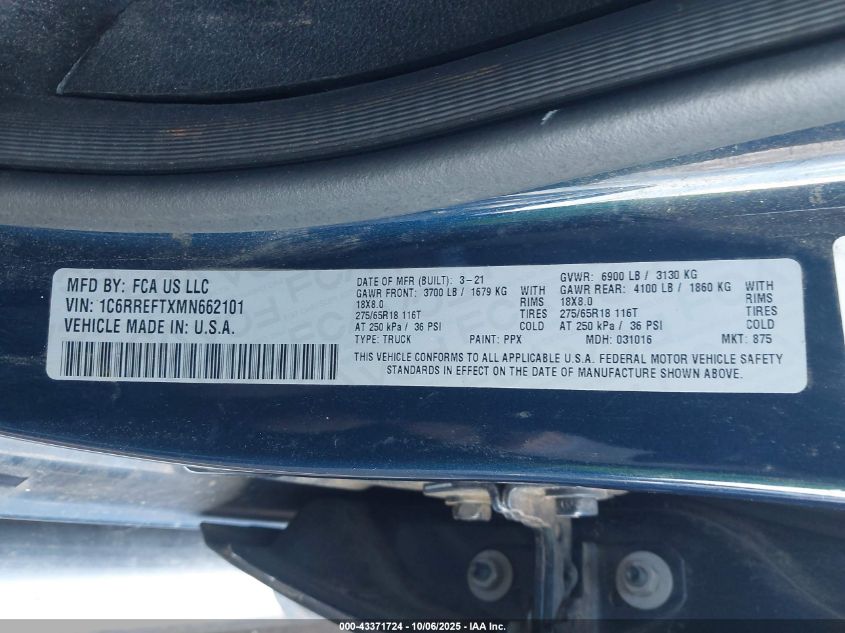 MFD BY: FCA US LLC
VIN: 1C6RREFTXMN662101
VEHICLE MADE IN U.S.A.
DATE OF MFR (BUILT): 3-21
GAWR FRONT: 3700 LB / 1679 KG WITH
18X8.0 RIMS
275/65R18 116T TIRES
AT 250 kPa / 36 PSI COLD
TYPE: TRUCK PAINT: PPX
GVWR: 6900 LB / 3130 KG
GAWR REAR: 4100 LB / 1860 KG WITH
18X8.0 RIMS
275/65R18 116T TIRES
AT 250 kPa / 36 PSI COLD
MDH: 031016 MKT: 875
THIS VEHICLE CONFORMS TO ALL APPLICABLE U.S.A. FEDERAL MOTOR VEHICLE SAFETY
STANDARDS IN EFFECT ON THE DATE OF MANUFACTURE SHOWN ABOVE.
000-43371724 - 10/06/2025 - IAA Inc.